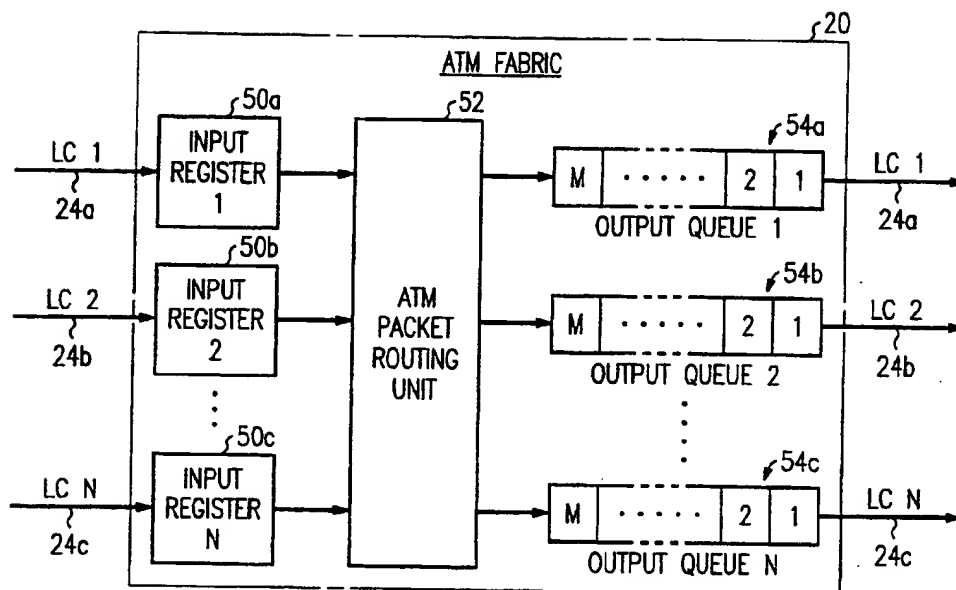 20
ATM FABRIC
50a
52
54a
LC 1
INPUT
REGISTER
1
M ..... 2 1
LC 1
24a
OUTPUT QUEUE 1
24a
50b
54b
LC 2
INPUT
REGISTER
2
ATM
PACKET
ROUTING
UNIT
M ..... 2 1
LC 2
24b
OUTPUT QUEUE 2
24b
50c
54c
LC N
INPUT
REGISTER
N
M ..... 2 1
LC N
24c
OUTPUT QUEUE N
24c